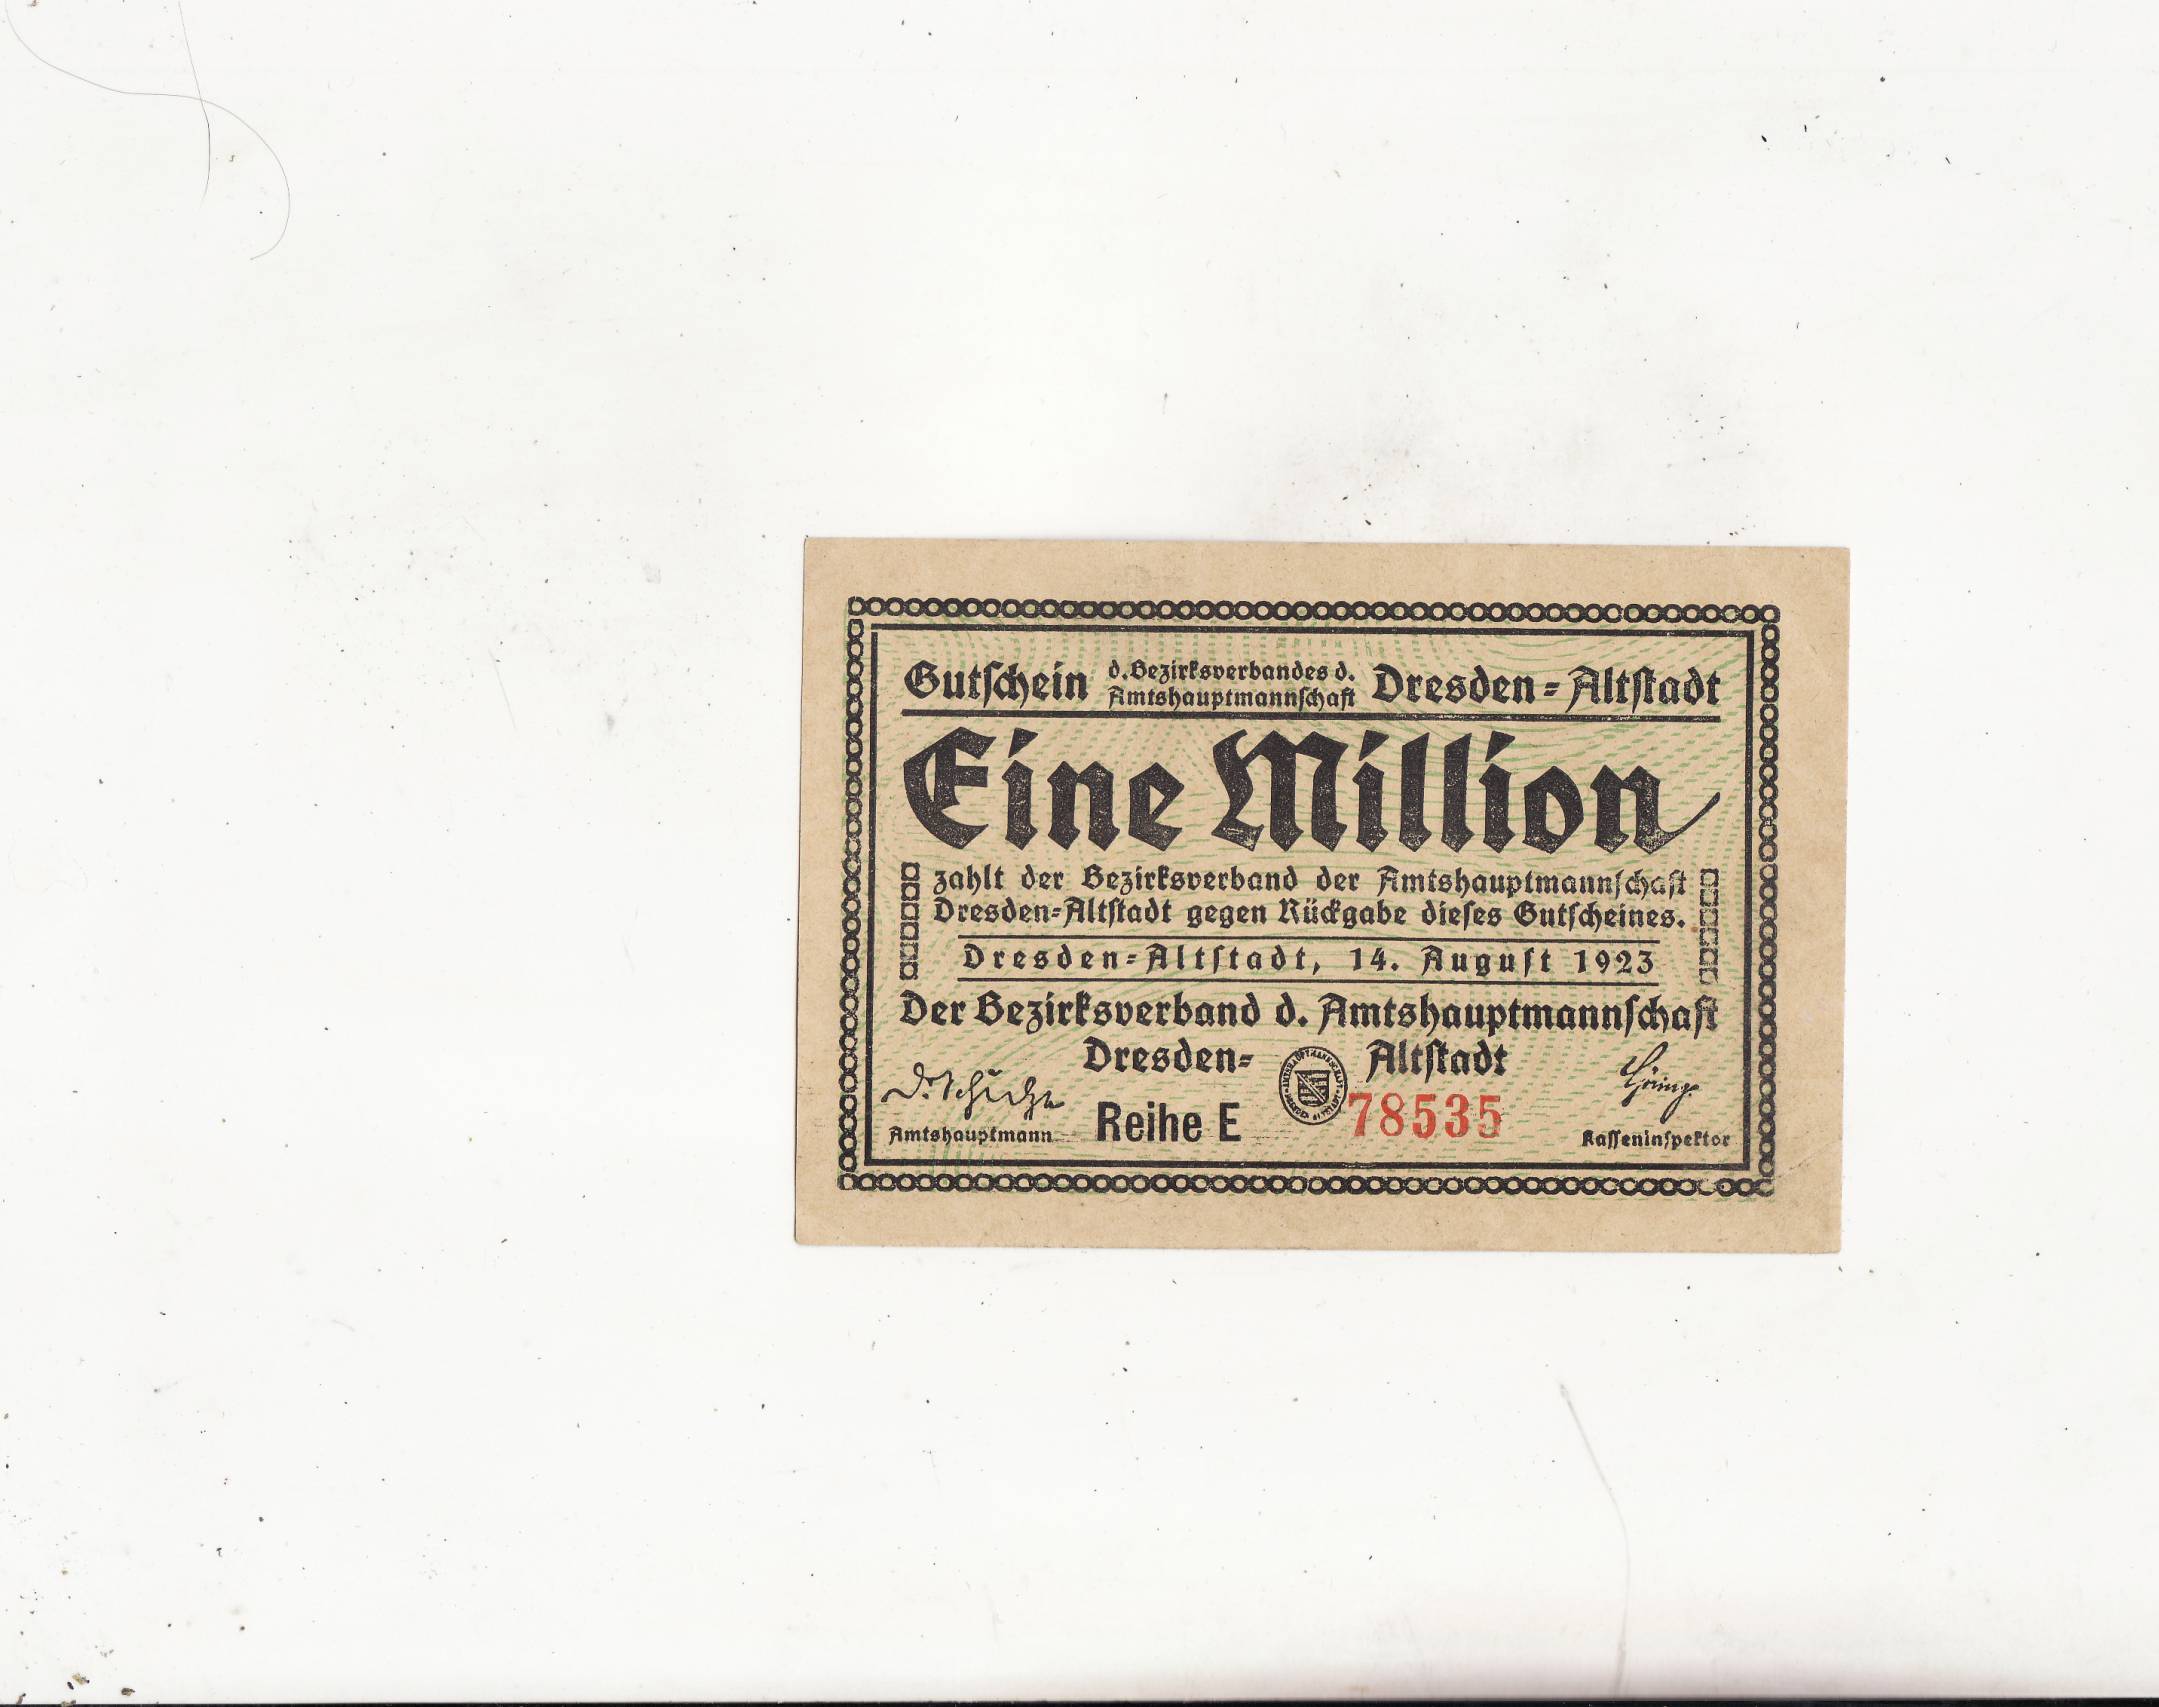 Gutschein d. Bezirksverbandes d. Amtshauptmannschaft Dresden-Altstadt
Eine Million
zahlt der Bezirksverband der Amtshauptmannschaft
Dresden-Altstadt gegen Rückgabe dieses Gutscheines.
Dresden-Altstadt, 14. August 1923
Der Bezirksverband d. Amtshauptmannschaft
Dresden- Altstadt
Amtshauptmann Reihe E 78535 Kasseninspektor